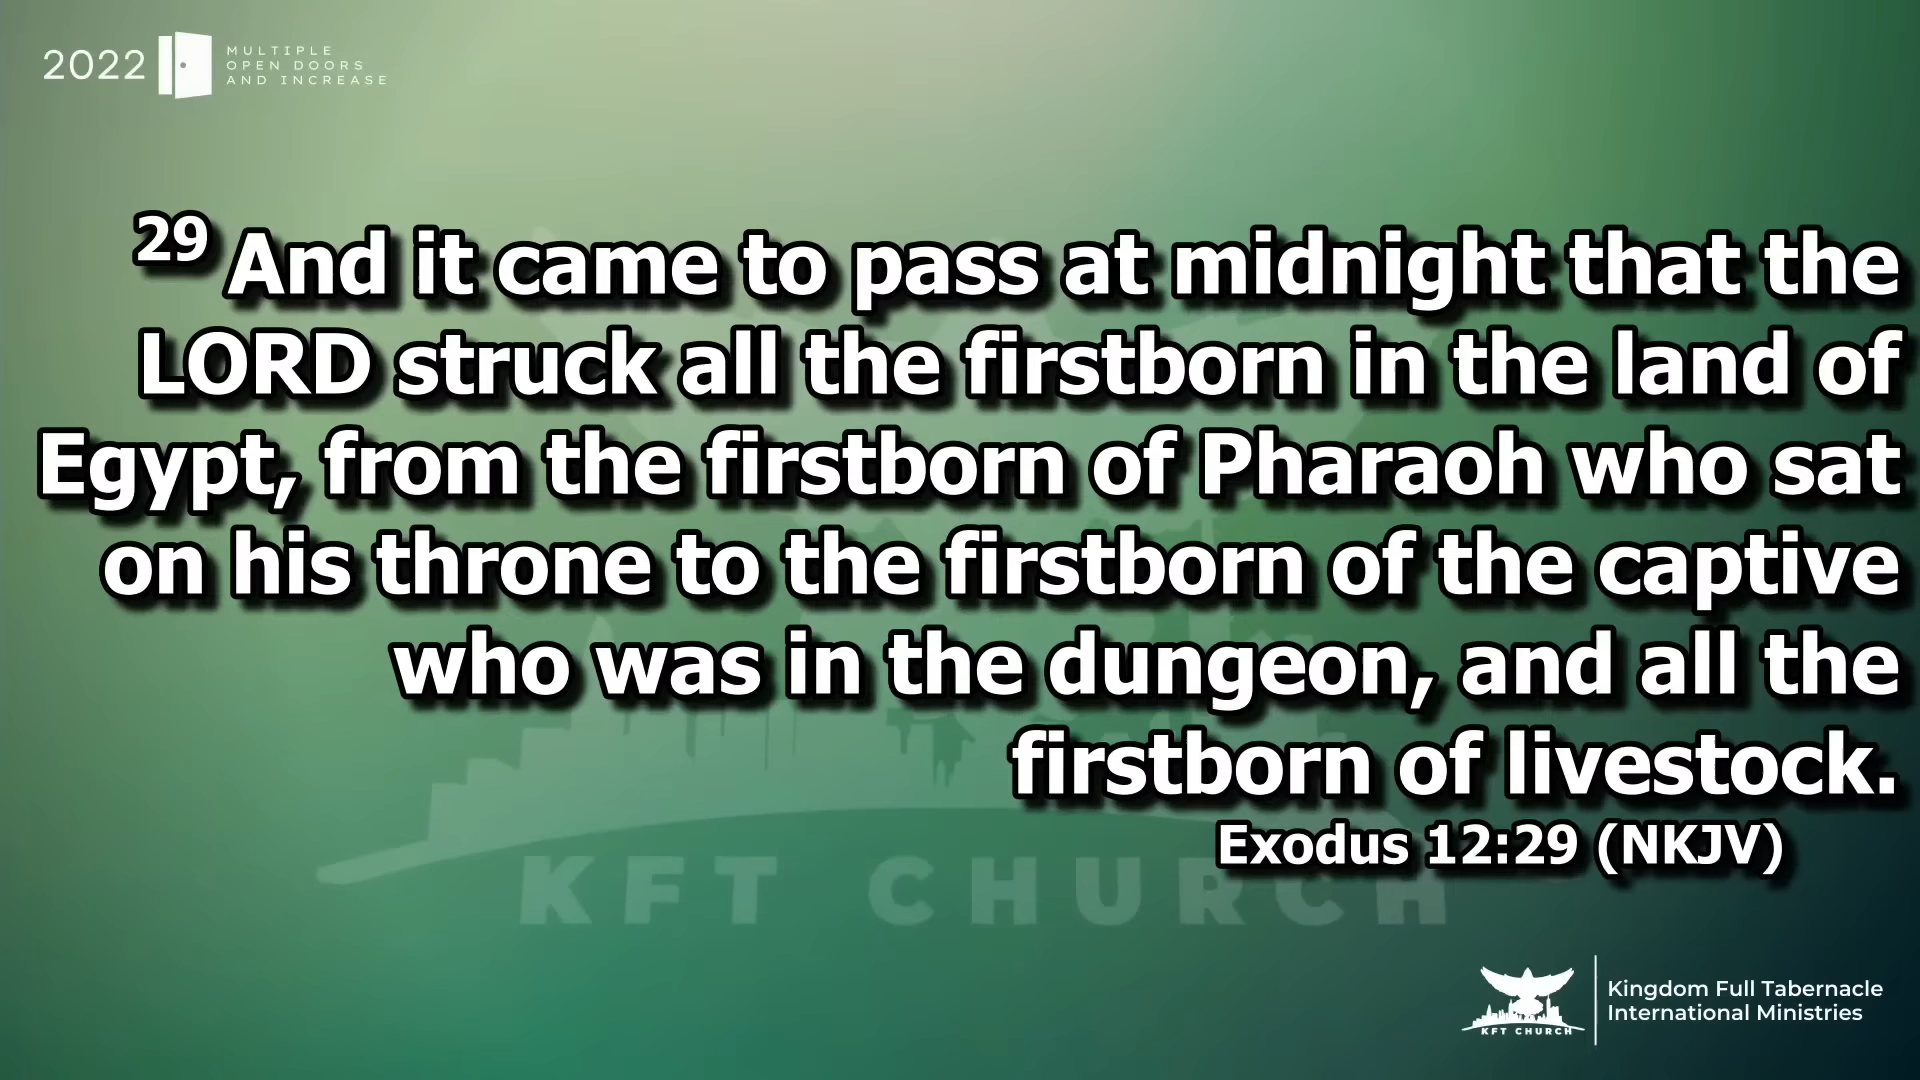 2022
MULTIPLE
OPEN DOORS
AND INCREASE
29 And it came to pass at midnight that the
LORD struck all the firstborn in the land of
Egypt, from the firstborn of Pharaoh who sat
on his throne to the firstborn of the captive
who was in the dungeon, and all the
firstborn of livestock.
Exodus 12:29 (NKJV)
KFT CHURCH
KFT CHURCH
Kingdom Full Tabernacle
International Ministries